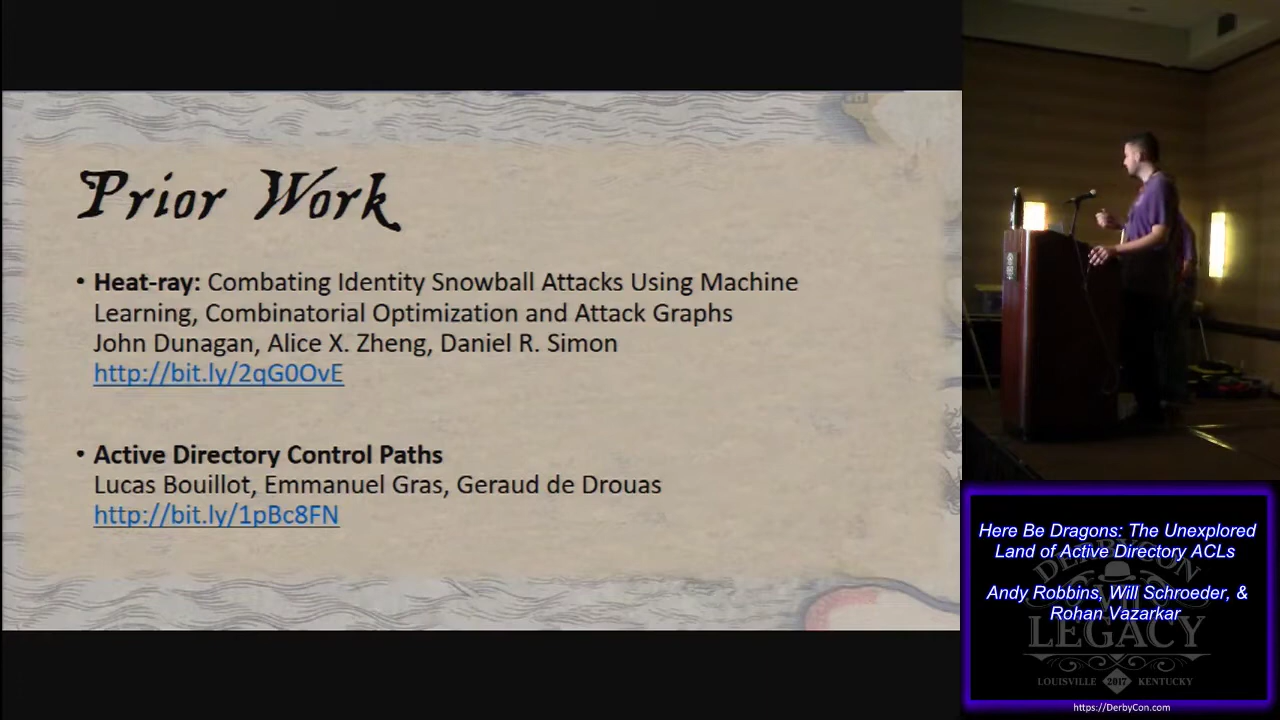 Prior Work
• Heat-ray: Combating Identity Snowball Attacks Using Machine
Learning, Combinatorial Optimization and Attack Graphs
John Dunagan, Alice X. Zheng, Daniel R. Simon
http://bit.ly/2qG0OvE
• Active Directory Control Paths
Lucas Bouillot, Emmanuel Gras, Geraud de Drouas
http://bit.ly/1pBc8FN
Here Be Dragons: The Unexplored
Land of Active Directory ACLs
Andy Robbins, Will Schroeder, &
Rohan Vazarkar
DERBYCON
VII
LEGACY
LOUISVILLE 2017 KENTUCKY
https://DerbyCon.com